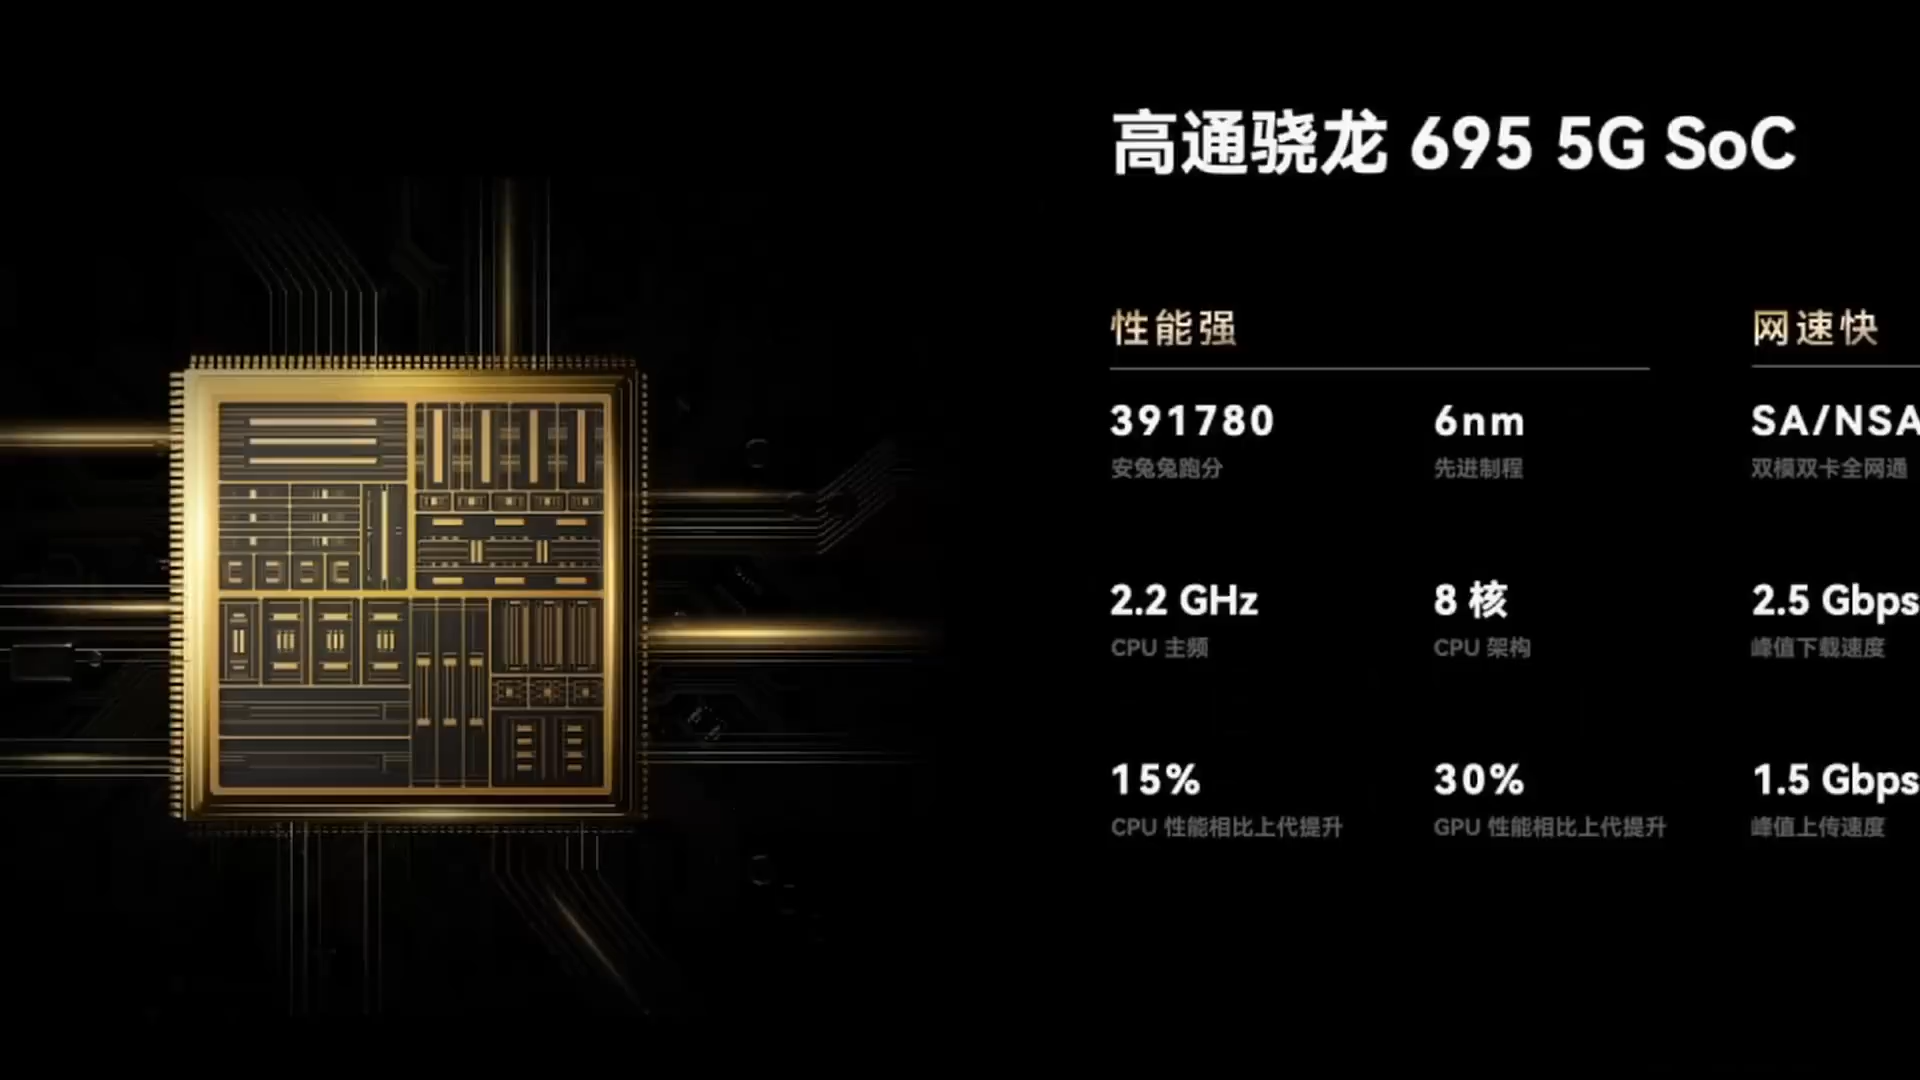 高通骁龙 695 5G SoC
性能强
网速快
391780
6nm
SA/NSA
安兔兔跑分
先进制程
双模双卡全网通
2.2 GHz
8 核
2.5 Gbps
CPU 主频
CPU 架构
峰值下载速度
15%
30%
1.5 Gbps
CPU 性能相比上代提升
GPU 性能相比上代提升
峰值上传速度